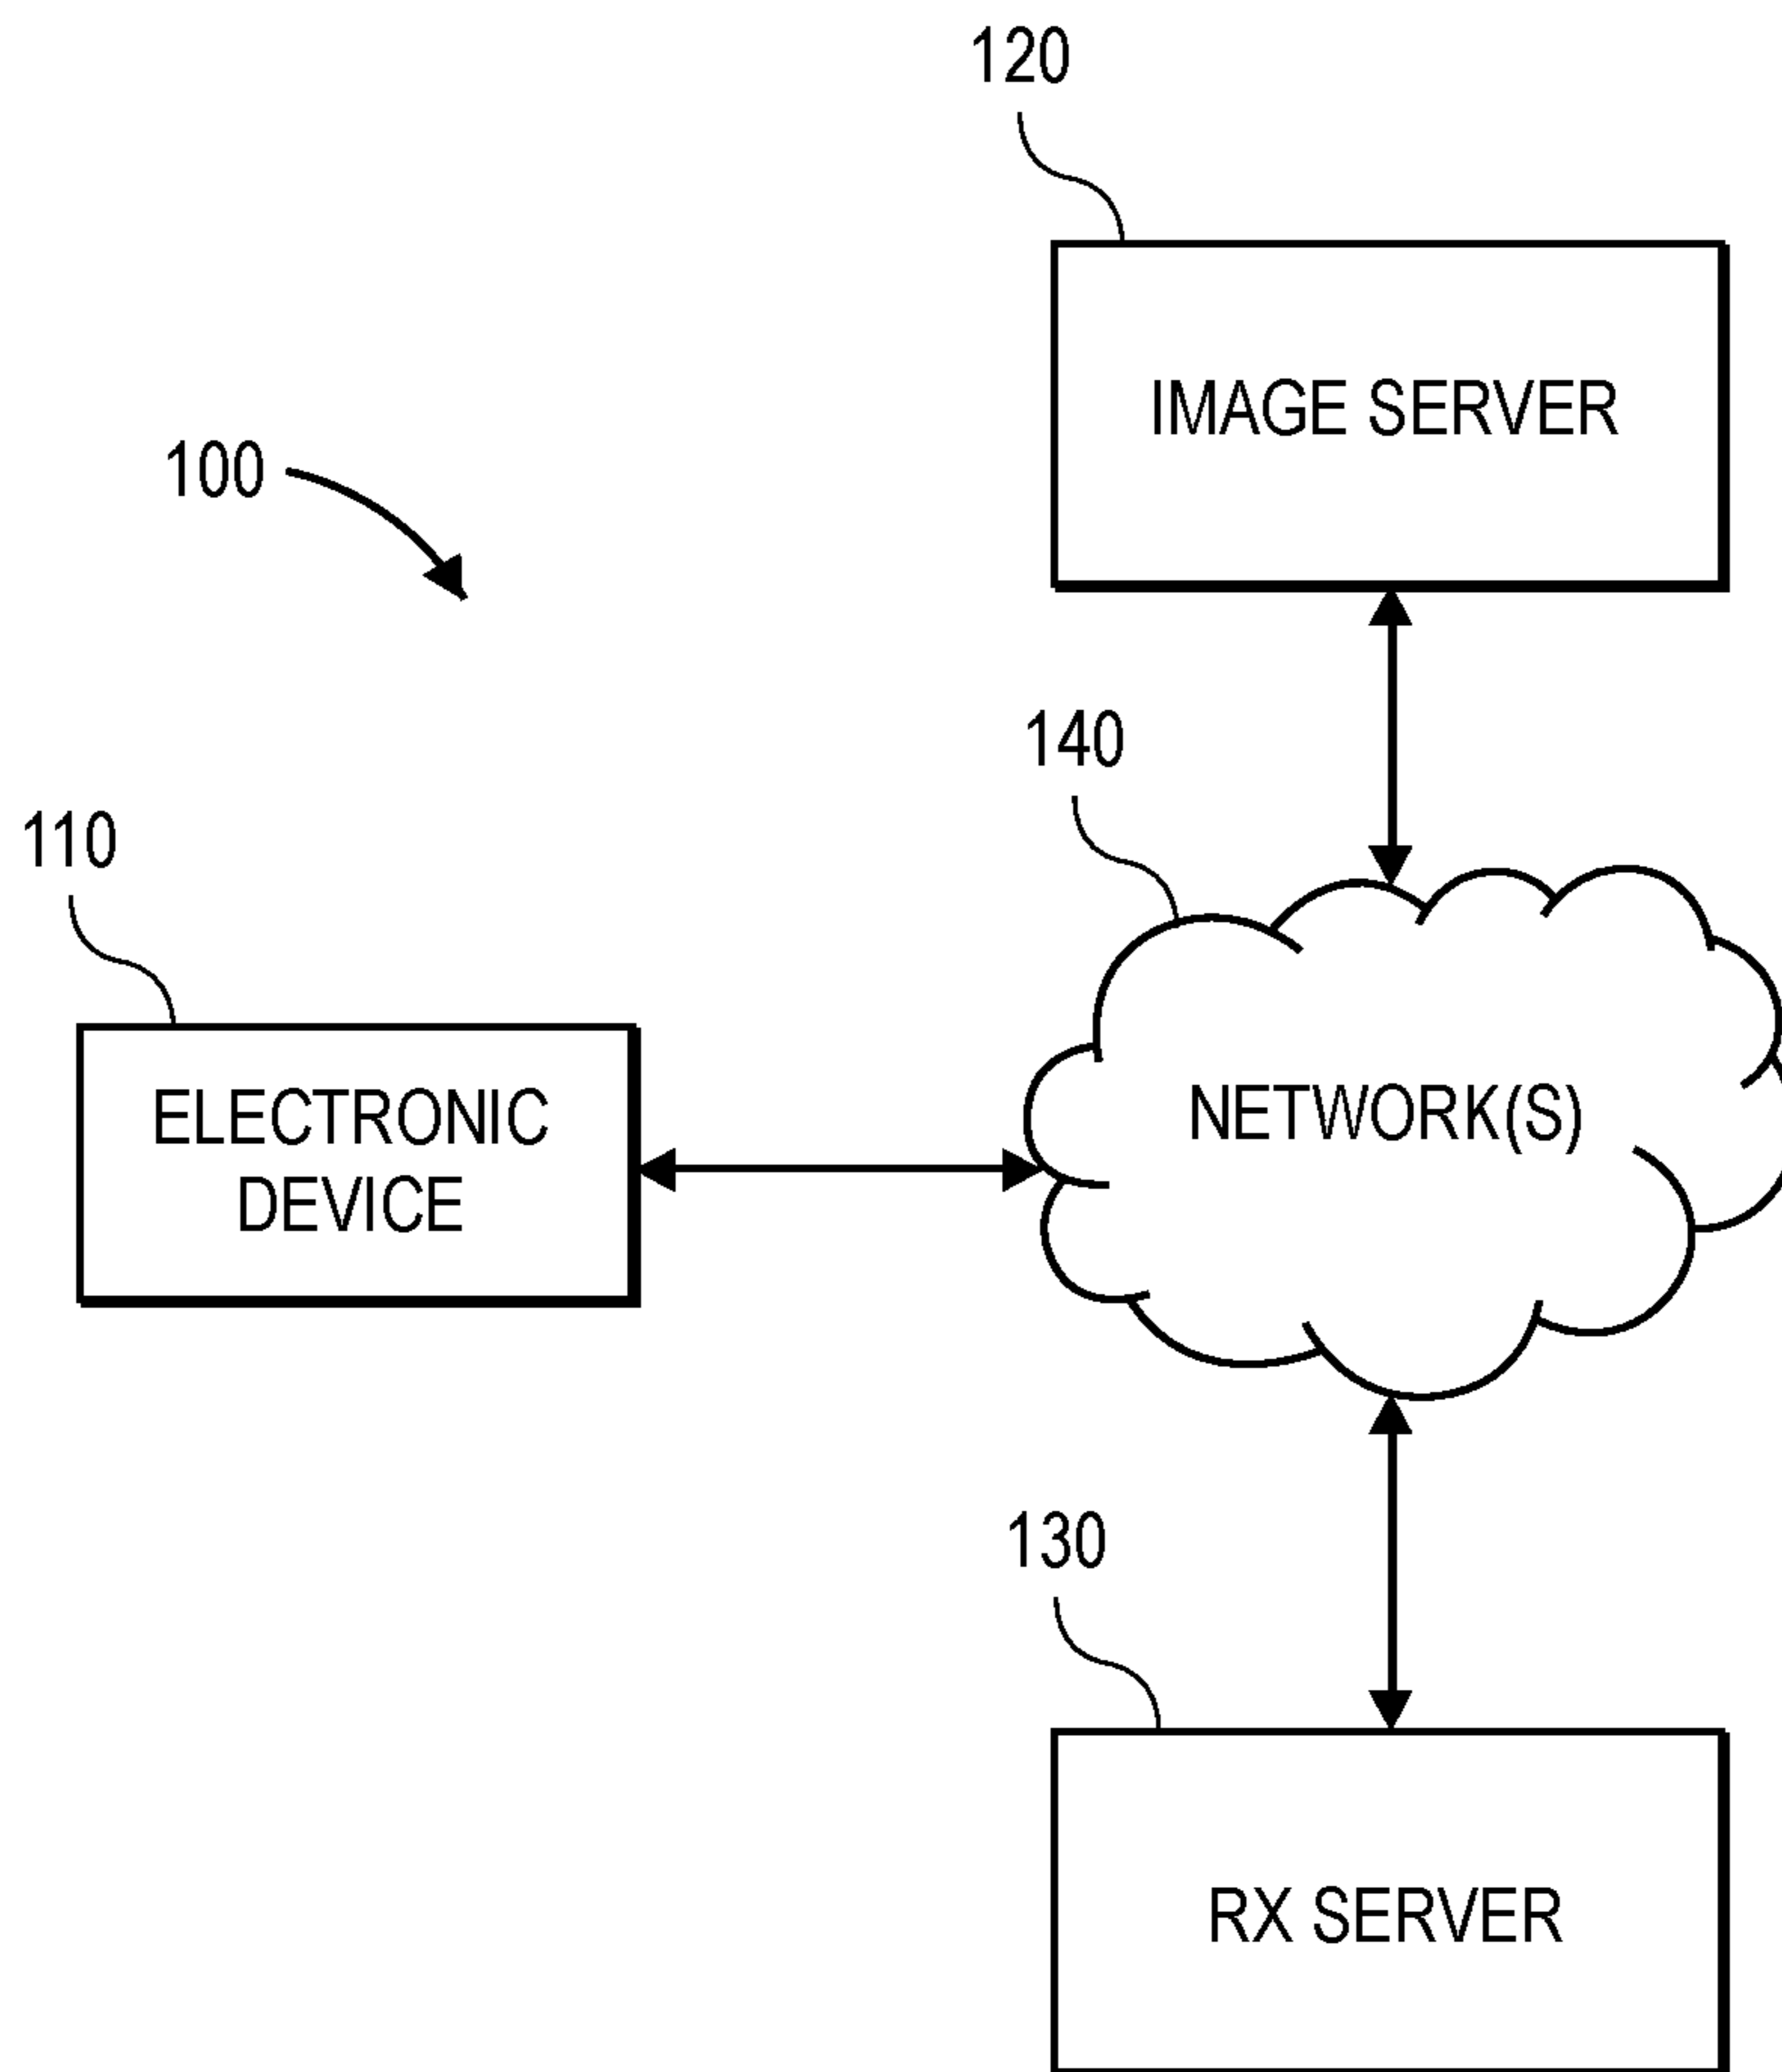 120
IMAGE SERVER
100
140
110
ELECTRONIC
DEVICE
NETWORK(S)
130
RX SERVER